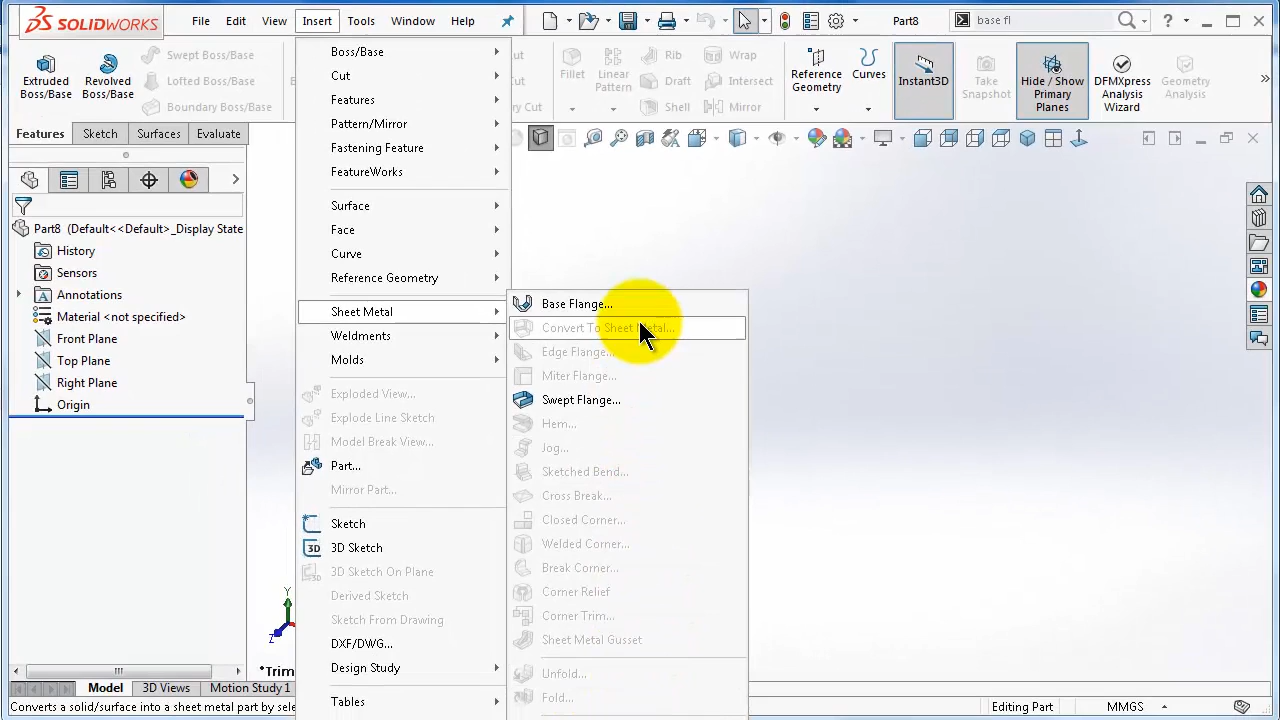 SOLIDWORKS
File Edit View Insert Tools Window Help
Part8
base fl
Extruded Boss/Base
Revolved Boss/Base
Swept Boss/Base
Lofted Boss/Base
Boundary Boss/Base
Fillet
Linear Pattern
Rib
Draft
Shell
Wrap
Intersect
Mirror
Reference Geometry
Curves
Instant3D
Take Snapshot
Hide / Show Primary Planes
DFMXpress Analysis Wizard
Geometry Analysis
Features Sketch Surfaces Evaluate
Part8 (Default<<Default>_Display State
History
Sensors
Annotations
Material <not specified>
Front Plane
Top Plane
Right Plane
Origin
Boss/Base
Cut
Features
Pattern/Mirror
Fastening Feature
FeatureWorks
Surface
Face
Curve
Reference Geometry
Sheet Metal
Weldments
Molds
Exploded View...
Explode Line Sketch
Model Break View...
Part...
Mirror Part...
Sketch
3D Sketch
3D Sketch On Plane
Derived Sketch
Sketch From Drawing
DXF/DWG...
Design Study
Tables
Base Flange...
Convert To Sheet Metal...
Edge Flange...
Miter Flange...
Swept Flange...
Hem...
Jog...
Sketched Bend...
Cross Break...
Closed Corner...
Welded Corner...
Break Corner...
Corner Relief
Corner Trim...
Sheet Metal Gusset
Unfold...
Fold...
Y
Z
*Trim
Model 3D Views Motion Study 1
Converts a solid/surface into a sheet metal part by sele
Editing Part
MMGS